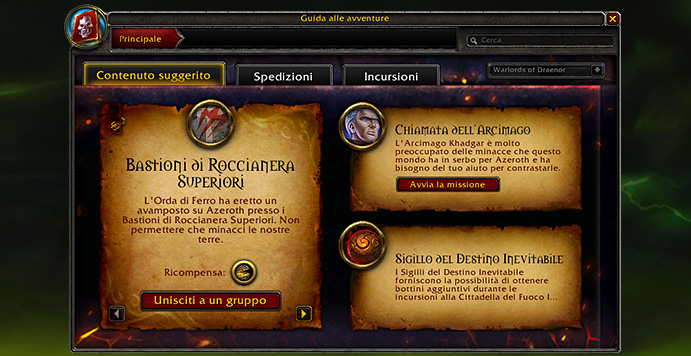 Guida alle avventure
Principale
Cerca
Contenuto suggerito
Spedizioni
Incursioni
Warlords of Draenor
Bastioni di Roccianera
Superiori
L'Orda di Ferro ha eretto un
avamposto su Azeroth presso i
Bastioni di Roccianera Superiori. Non
permettere che minacci le nostre
terre.
Ricompensa:
Unisciti a un gruppo
Chiamata dell'Arcimago
L'Arcimago Khadgar è molto
preoccupato delle minacce che questo
mondo ha in serbo per Azeroth e ha
bisogno del tuo aiuto per contrastarle.
Avvia la missione
Sigillo del Destino Inevitabile
I Sigilli del Destino Inevitabile
forniscono la possibilità di ottenere
bottini aggiuntivi durante le
incursioni alla Cittadella del Fuoco I...